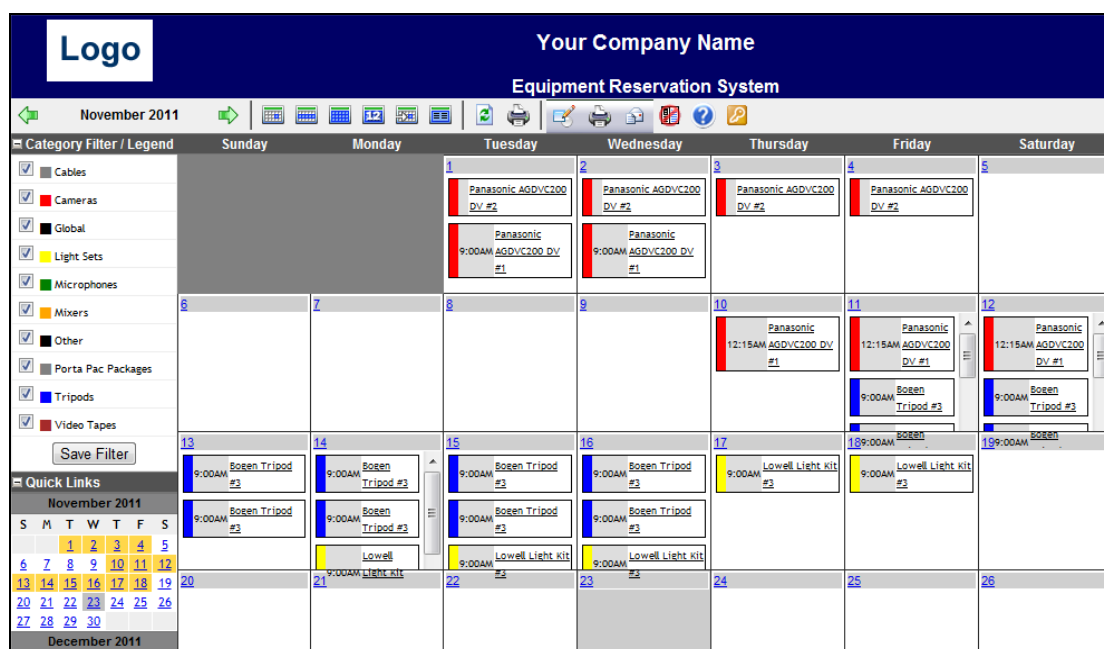 Logo
Your Company Name
Equipment Reservation System
November 2011
12
?
Category Filter / Legend
Sunday Monday Tuesday Wednesday Thursday Friday Saturday
Cables
Cameras
Global
Light Sets
Microphones
Mixers
Other
Porta Pac Packages
Tripods
Video Tapes
Save Filter
Quick Links
November 2011
S M T W T F S
1 2 3 4 5
6 7 8 9 10 11 12
13 14 15 16 17 18 19
20 21 22 23 24 25 26
27 28 29 30
December 2011
1
Panasonic AGDVC200
DV #2
Panasonic
9:00AM AGDVC200 DV
#1
2
Panasonic AGDVC200
DV #2
Panasonic
9:00AM AGDVC200 DV
#1
3
Panasonic AGDVC200
DV #2
4
Panasonic AGDVC200
DV #2
5
6
7
8
9
10
Panasonic
12:15AM AGDVC200 DV
#1
11
Panasonic
12:15AM AGDVC200
DV #1
9:00AM Bogen
Tripod #3
9:00AM Bogen
12
Panasonic
12:15AM AGDVC200
DV #1
9:00AM Bogen
Tripod #3
9:00AM Bogen
13
9:00AM Bogen Tripod
#3
9:00AM Bogen Tripod
#3
14
9:00AM Bogen
Tripod #3
9:00AM Bogen
Tripod #3
Lowell
9:00AM Light Kit
15
9:00AM Bogen Tripod
#3
9:00AM Bogen Tripod
#3
9:00AM Lowell Light Kit
#3
16
9:00AM Bogen Tripod
#3
9:00AM Bogen Tripod
#3
9:00AM Lowell Light Kit
#3
17
9:00AM Lowell Light Kit
#3
18
9:00AM Lowell Light Kit
#3
19
20
21
22
23
24
25
26